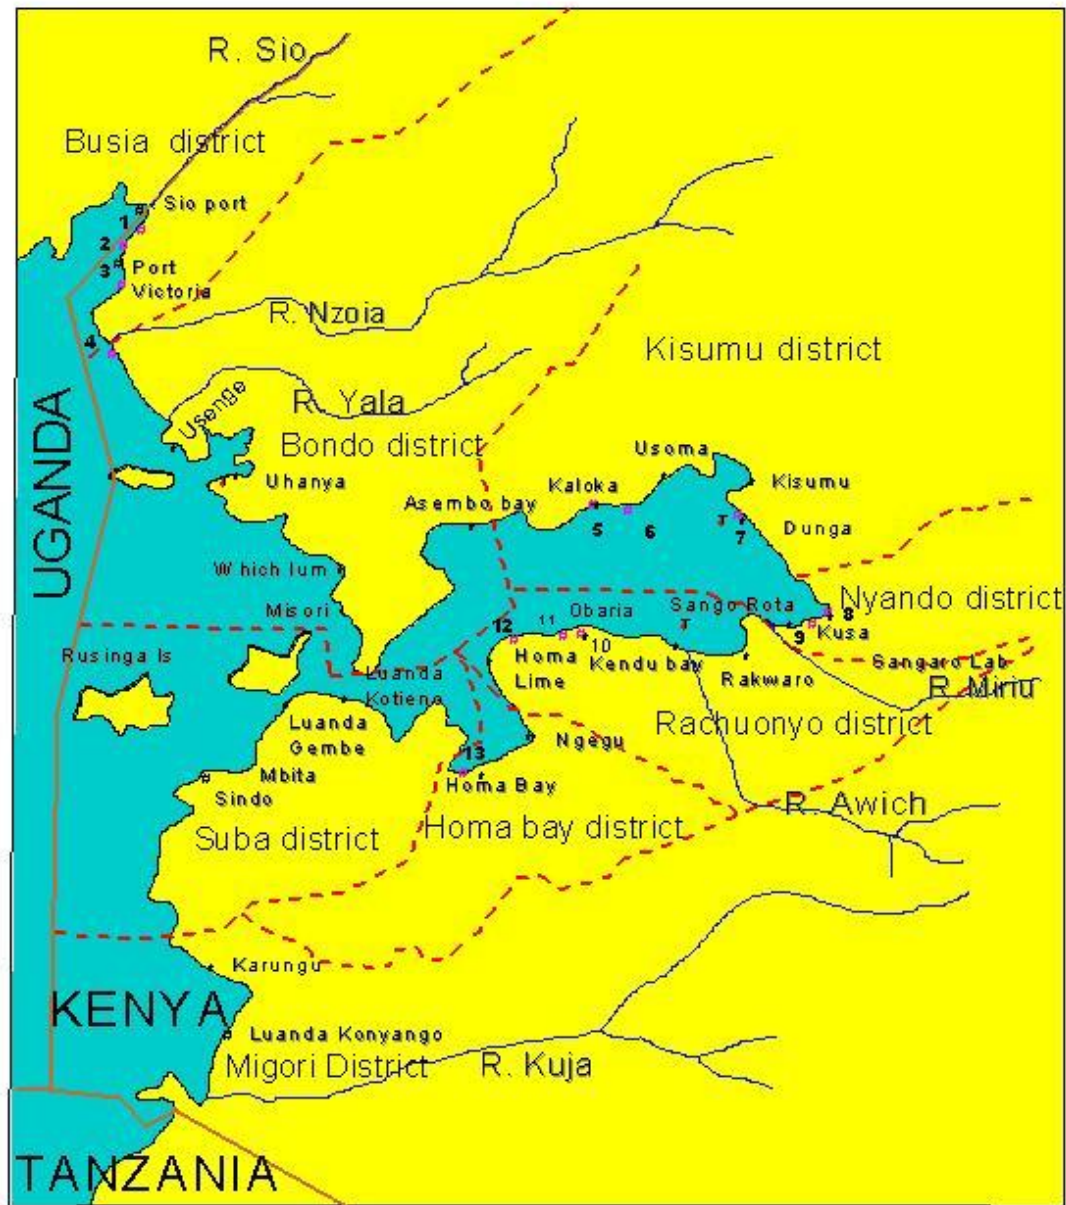 R. Sio
Busia district
Sio port
1
2
3
Port
Victoria
R. Nzoia
4
Kisumu district
UGANDA
Usenge
R. Yala
Bondo district
Usoma
Uhanya
Kaloka
Kisumu
Asembo bay
5
6
7
Dunga
Which lum
Nyando district
Misori
Obaria
Sango Rota
8
12
11
10
9
Kusa
Rusinga Is
Luanda
Kotieno
Homa
Lime
Kendu bay
Rakwaro
Sangaro Lab
R. Miriu
Luanda
Gembe
Rachuonyo district
Ngegu
13
Mbita
Homa Bay
Sindo
R. Awich
Suba district
Homa bay district
Karungu
KENYA
Luanda Konyango
Migori District
R. Kuja
TANZANIA